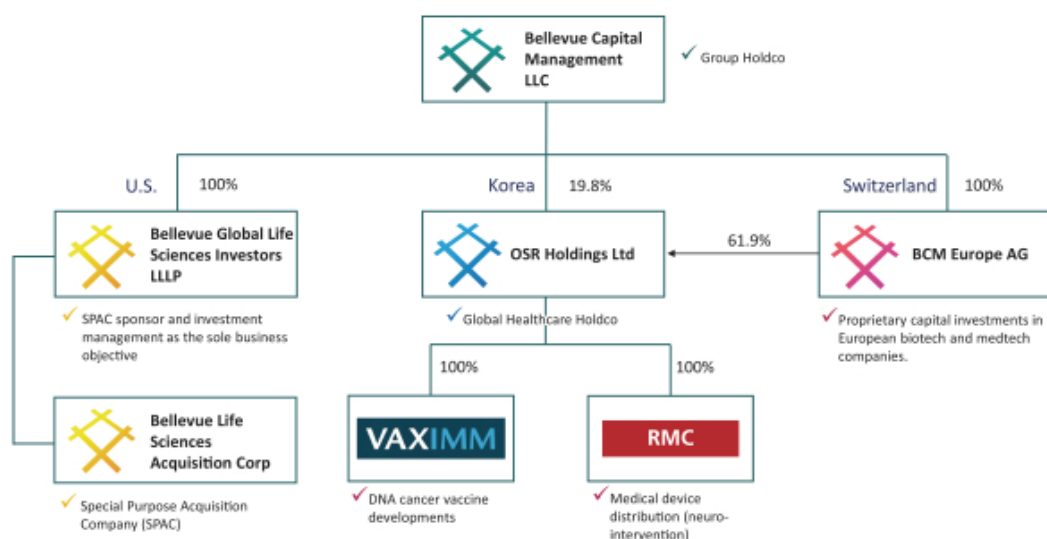 Bellevue Capital
Management
LLC
Group Holdco
U.S.
100%
Korea
19.8%
Switzerland
100%
Bellevue Global Life
Sciences Investors
LLLP
OSR Holdings Ltd
61.9%
BCM Europe AG
SPAC sponsor and investment
management as the sole business
objective
Global Healthcare Holdco
Proprietary capital investments in
European biotech and medtech
companies.
100%
100%
Bellevue Life
Sciences
Acquisition Corp
VAXIMM
RMC
Special Purpose Acquisition
Company (SPAC)
DNA cancer vaccine
developments
Medical device
distribution (neuro-
intervention)